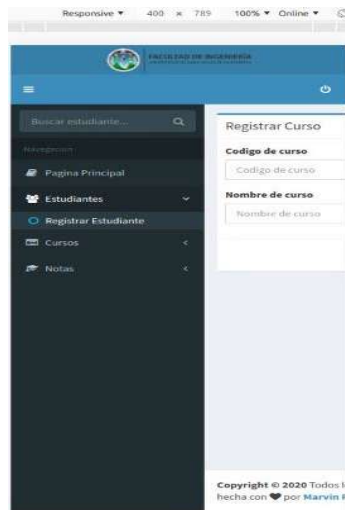 Responsive ▼ 400 × 789 100% ▼ Online ▼
FACULTAD DE INGENIERÍA
Buscar estudiante...
Navegacion
Pagina Principal
Estudiantes
Registrar Estudiante
Cursos
Notas
Registrar Curso
Codigo de curso
Codigo de curso
Nombre de curso
Nombre de curso
Copyright © 2020 Todos
hecha con ❤ por Marvin